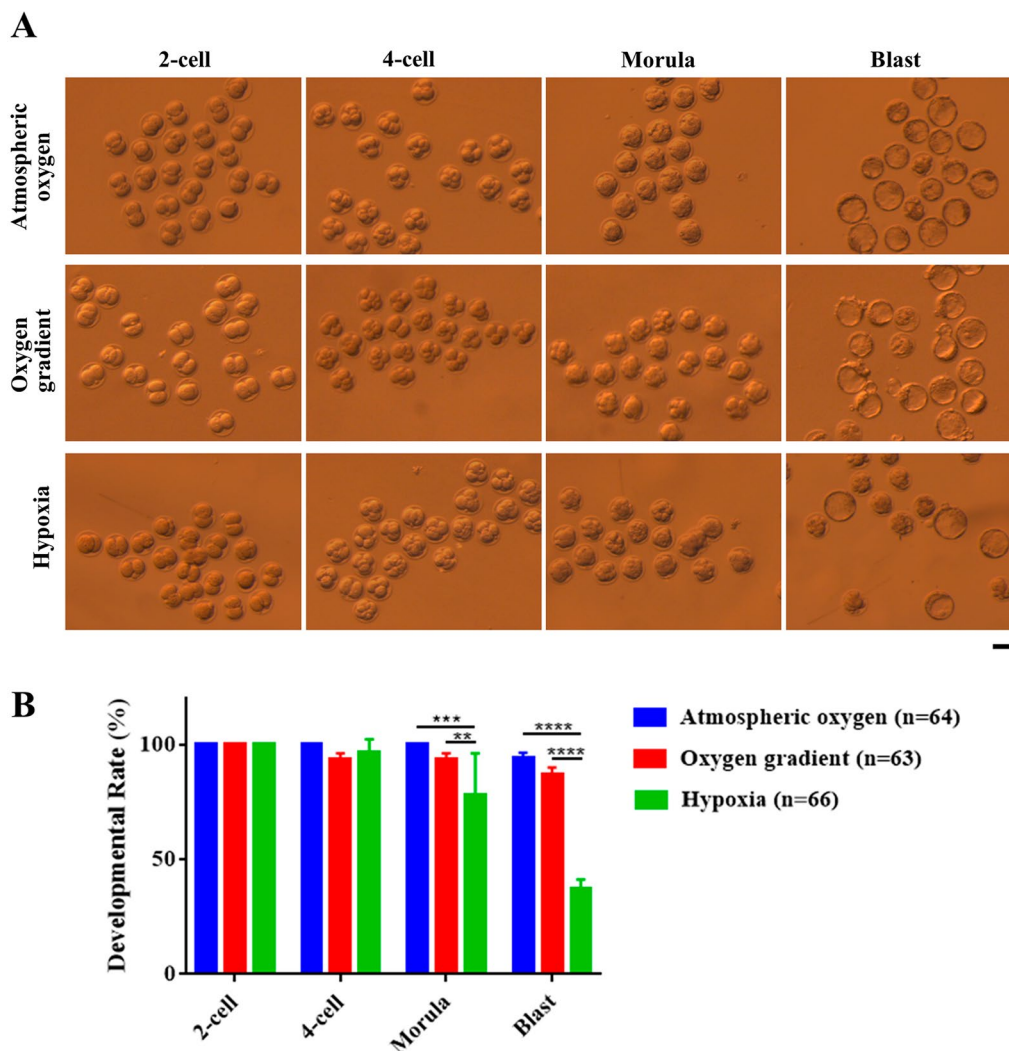 A
2-cell 4-cell Morula Blast
Atmospheric
oxygen
Oxygen
gradient
Hypoxia
B
Developmental Rate (%)
100
50
0
*** ** **** ****
2-cell 4-cell Morula Blast
Atmospheric oxygen (n=64)
Oxygen gradient (n=63)
Hypoxia (n=66)